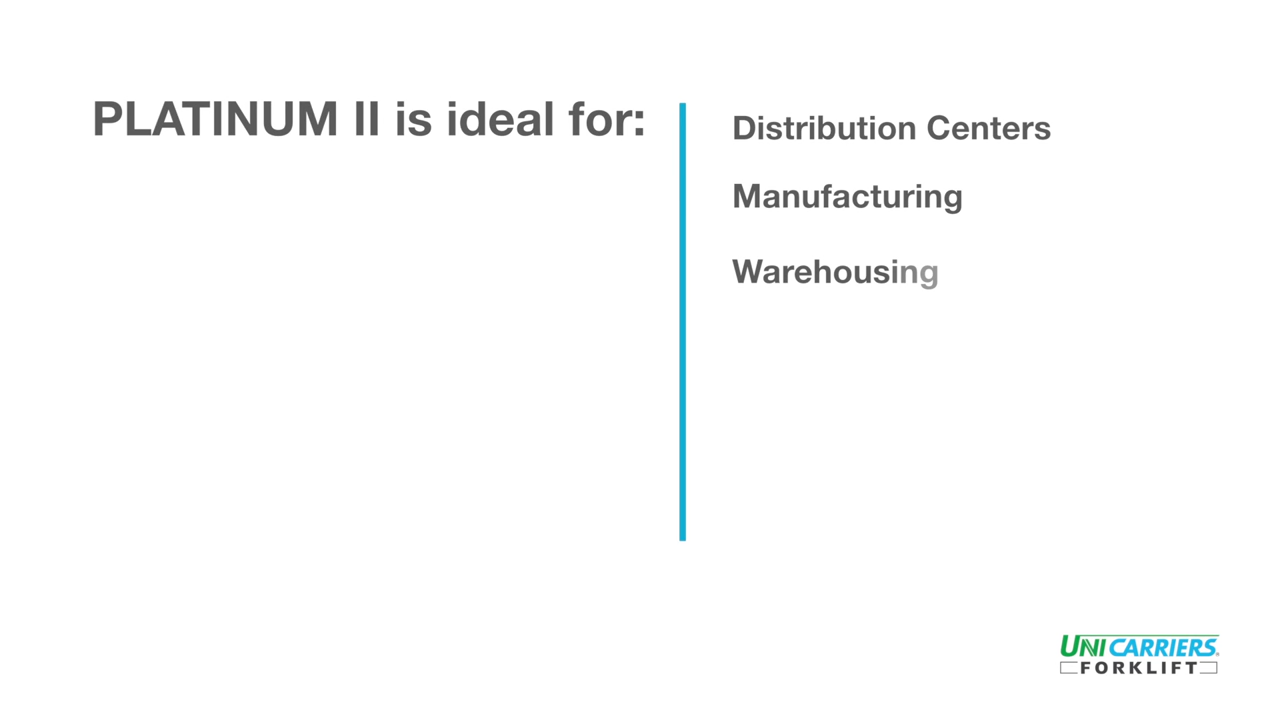 PLATINUM II is ideal for:
Distribution Centers
Manufacturing
Warehousing
UNICARRIERS®
FORKLIFT